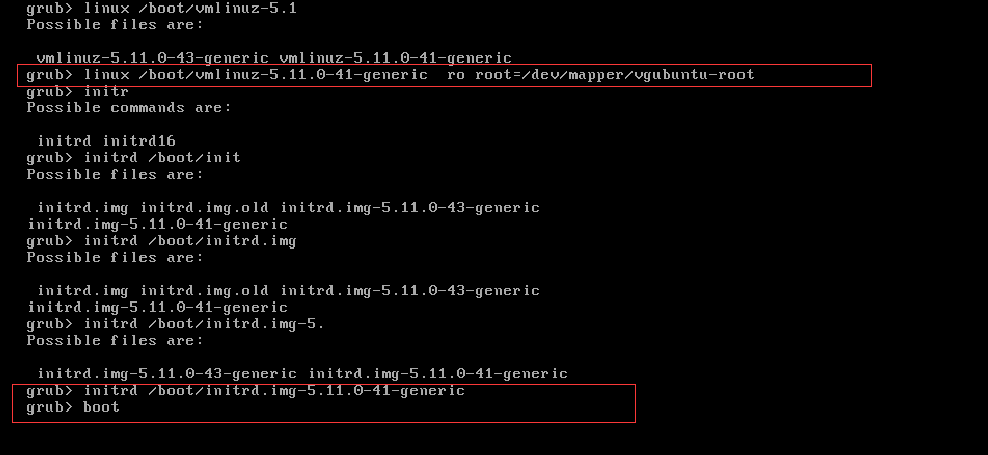 grub> linux /boot/vmlinuz-5.1
Possible files are:
vmlinuz-5.11.0-43-generic vmlinuz-5.11.0-41-generic
grub> linux /boot/vmlinuz-5.11.0-41-generic  ro root=/dev/mapper/vgubuntu-root
grub> initr
Possible commands are:
initrd initrd16
grub> initrd /boot/init
Possible files are:
initrd.img initrd.img.old initrd.img-5.11.0-43-generic
initrd.img-5.11.0-41-generic
grub> initrd /boot/initrd.img
Possible files are:
initrd.img initrd.img.old initrd.img-5.11.0-43-generic
initrd.img-5.11.0-41-generic
grub> initrd /boot/initrd.img-5.
Possible files are:
initrd.img-5.11.0-43-generic initrd.img-5.11.0-41-generic
grub> initrd /boot/initrd.img-5.11.0-41-generic
grub> boot